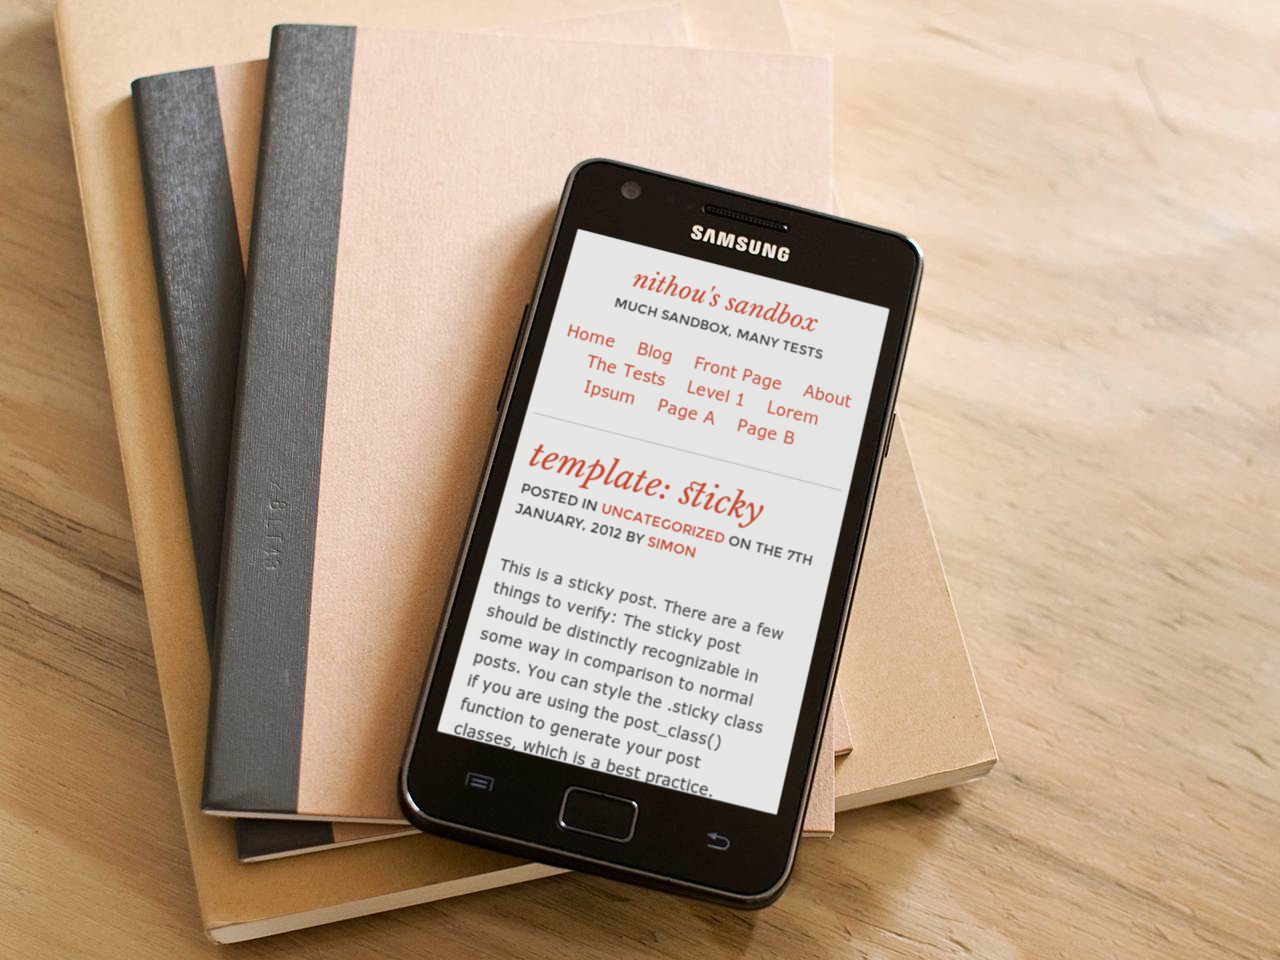 SAMSUNG
nithou's sandbox
MUCH SANDBOX, MANY TESTS
Home Blog Front Page About
The Tests Level 1 Lorem
Ipsum Page A Page B
template: sticky
POSTED IN UNCATEGORIZED ON THE 7TH
JANUARY, 2012 BY SIMON
This is a sticky post. There are a few
things to verify: The sticky post
should be distinctly recognizable in
some way in comparison to normal
posts. You can style the .sticky class
if you are using the post_class()
function to generate your post
classes, which is a best practice.